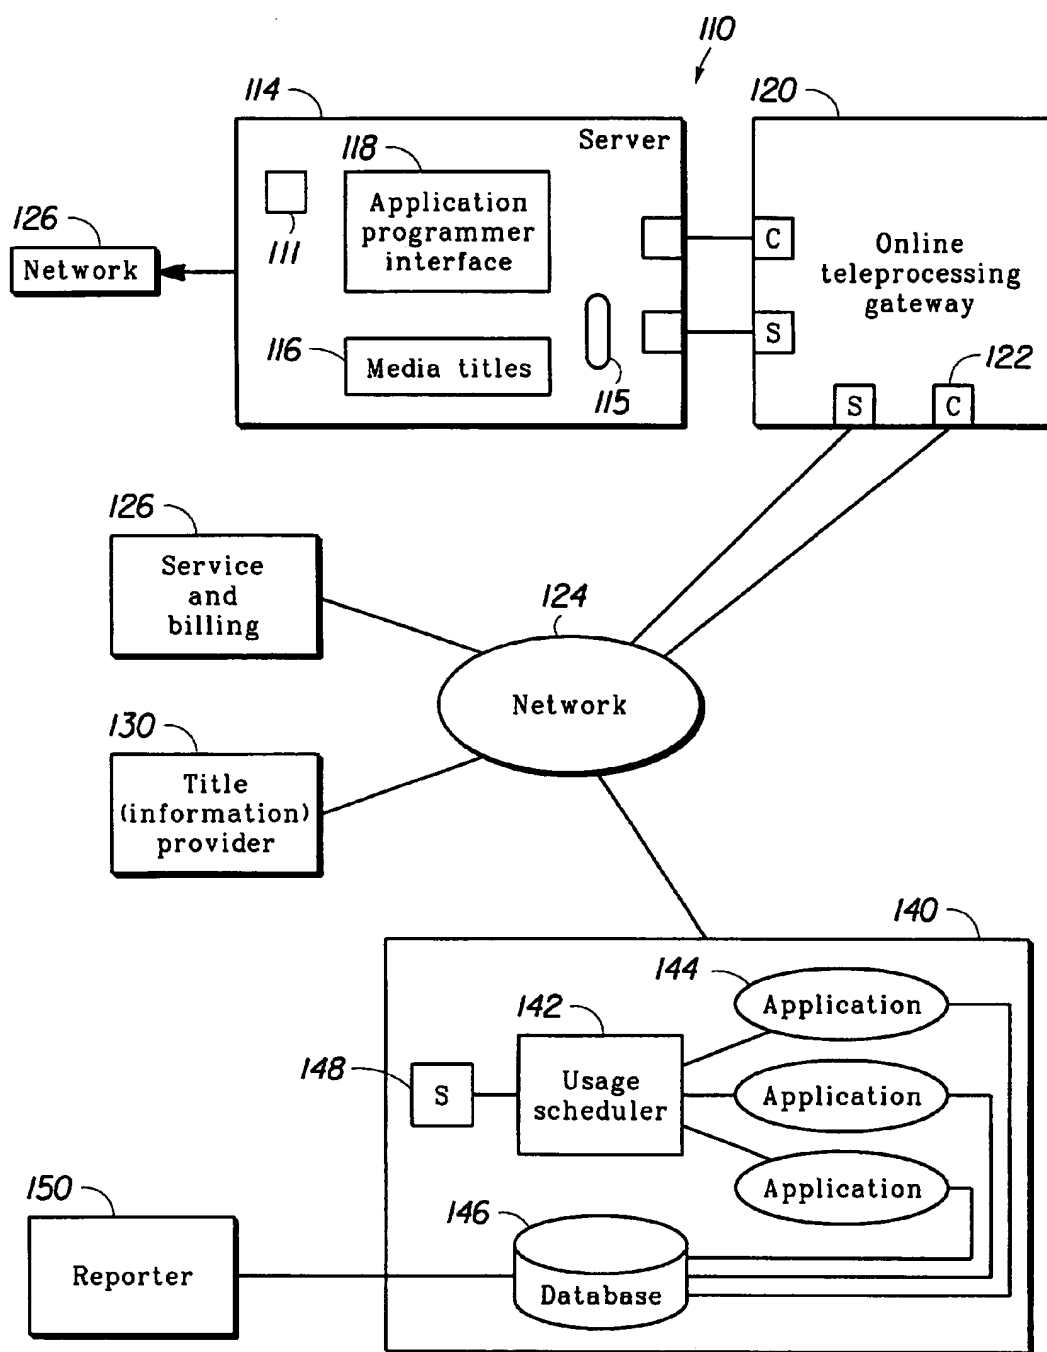 110
114
120
Server
118
Application
programmer
interface
111
126
Network
C
Online
teleprocessing
gateway
116
Media titles
115
S
122
S
C
126
Service
and
billing
124
Network
130
Title
(information)
provider
140
144
Application
142
148
S
Usage
scheduler
Application
Application
150
146
Reporter
Database